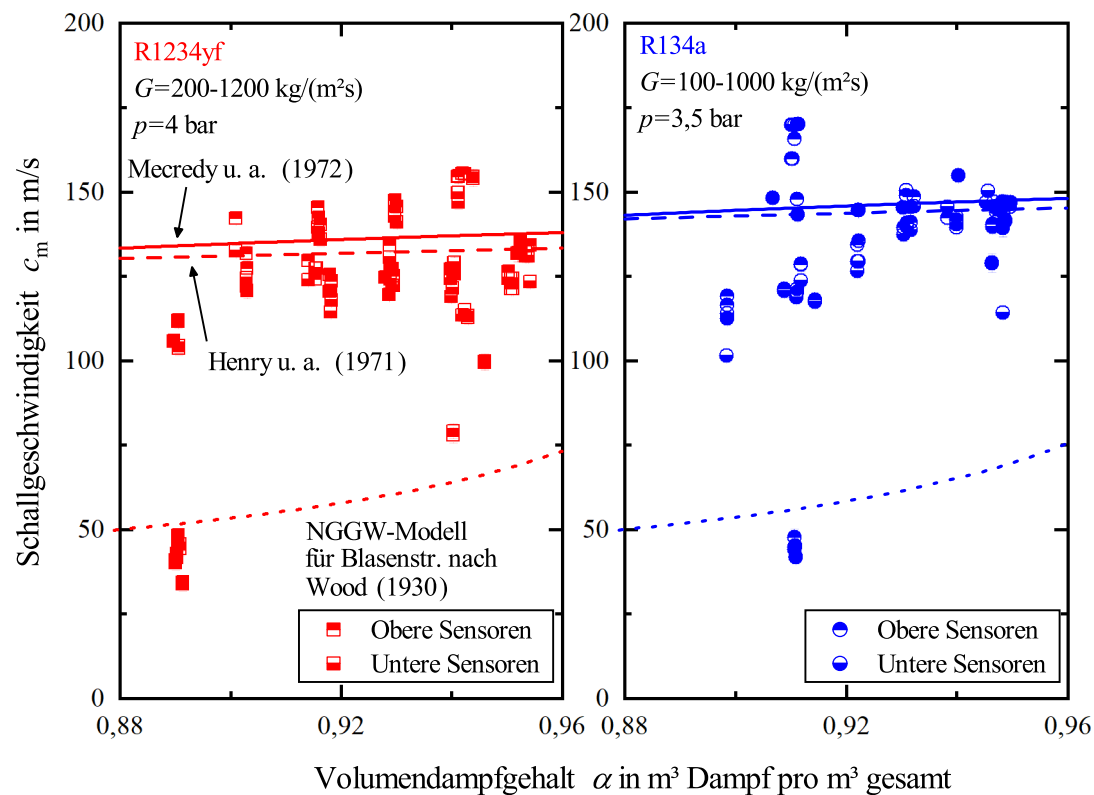 200
150
100
50
0
Schallgeschwindigkeit cm in m/s
R1234yf
G=200-1200 kg/(m²s)
p=4 bar
Mecredy u. a. (1972)
Henry u. a. (1971)
NGGW-Modell
für Blasenstr. nach
Wood (1930)
Obere Sensoren
Untere Sensoren
0,88
0,92
0,96
200
150
100
50
0
R134a
G=100-1000 kg/(m²s)
p=3,5 bar
Obere Sensoren
Untere Sensoren
0,88
0,92
0,96
Volumendampfgehalt α in m³ Dampf pro m³ gesamt